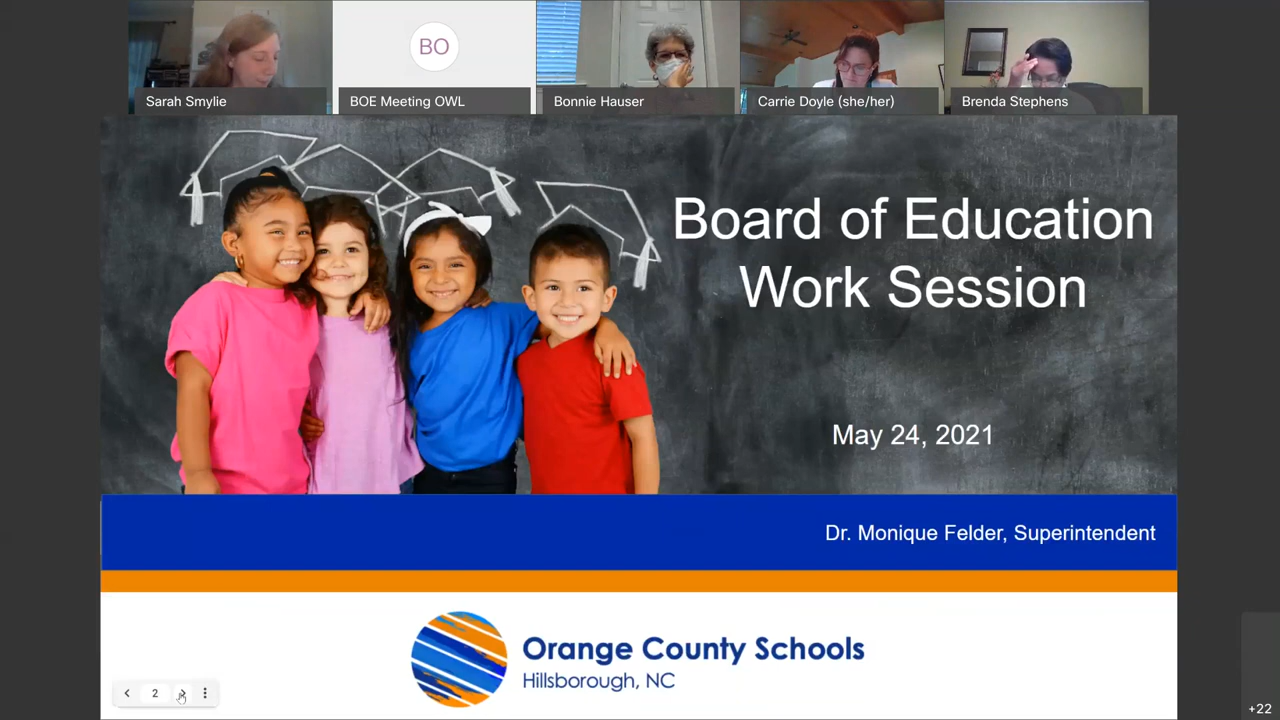 BO
Sarah Smylie
BOE Meeting OWL
Bonnie Hauser
Carrie Doyle (she/her)
Brenda Stephens
Board of Education
Work Session
May 24, 2021
Dr. Monique Felder, Superintendent
Orange County Schools
Hillsborough, NC
2
+22